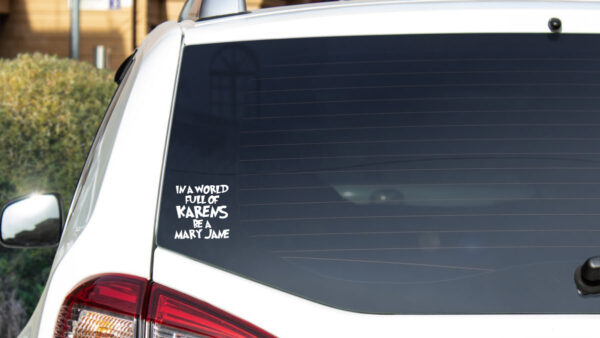 IN A WORLD
FULL OF
KARENS
BE A
MARY JANE